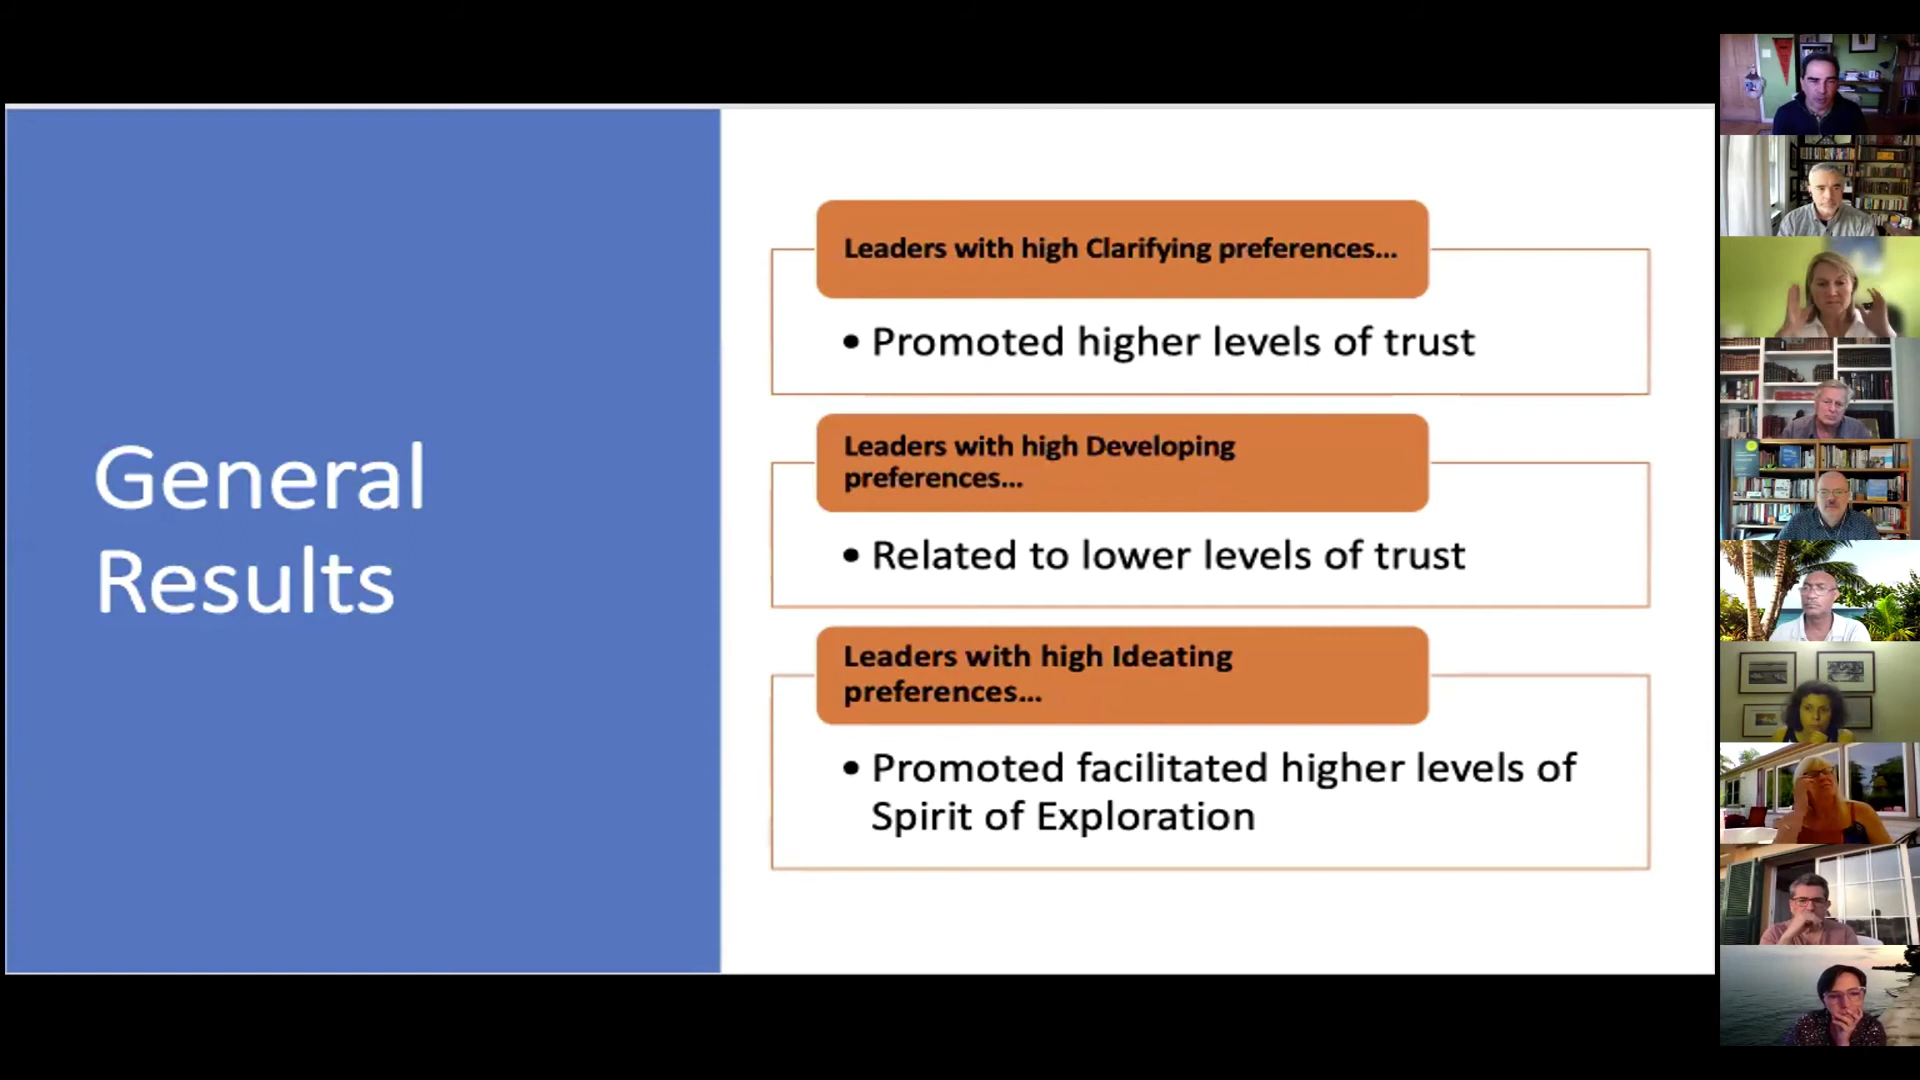 General
Results
Leaders with high Clarifying preferences...
• Promoted higher levels of trust
Leaders with high Developing
preferences...
• Related to lower levels of trust
Leaders with high Ideating
preferences...
• Promoted facilitated higher levels of
Spirit of Exploration